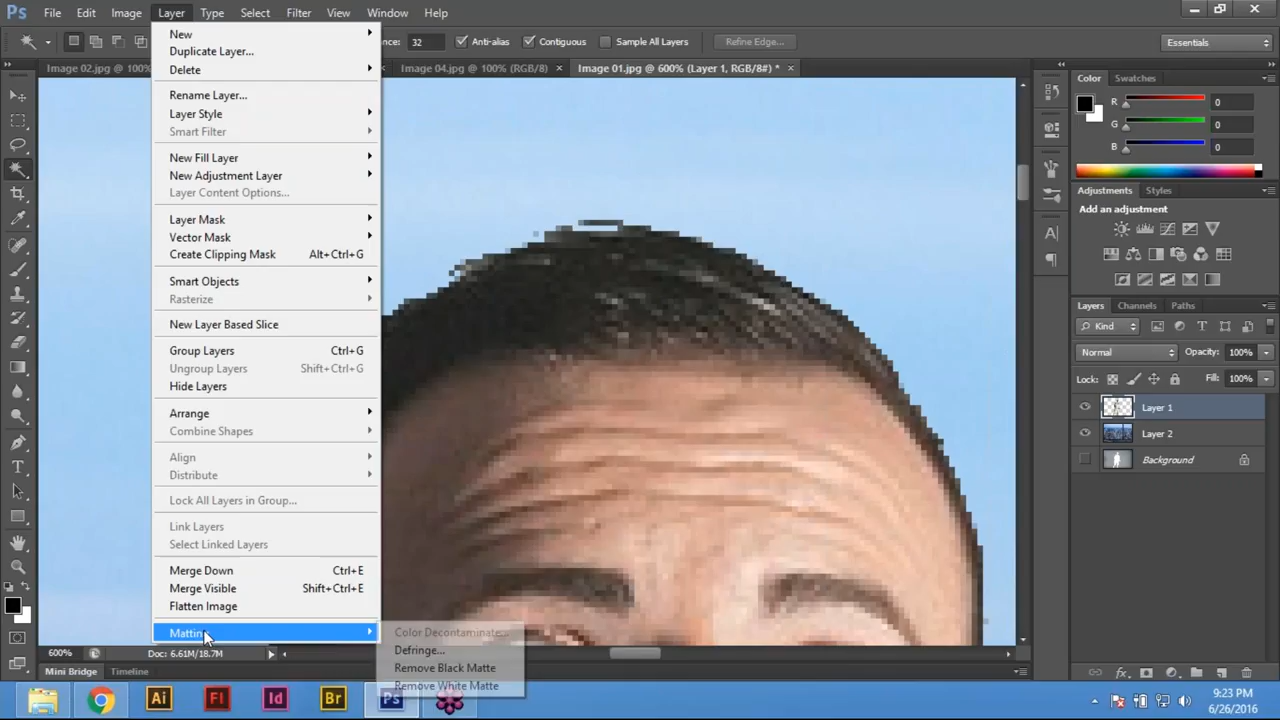 Ps File Edit Image Layer Type Select Filter View Window Help
32 Anti-alias Contiguous Sample All Layers Refine Edge... Essentials
Image 02.jpg @ 100% Image 04.jpg @ 100% (RGB/8) × Image 01.jpg @ 600% (Layer 1, RGB/8#) * ×
New
Duplicate Layer...
Delete
Rename Layer...
Layer Style
Smart Filter
New Fill Layer
New Adjustment Layer
Layer Content Options...
Layer Mask
Vector Mask
Create Clipping Mask Alt+Ctrl+G
Smart Objects
Rasterize
New Layer Based Slice
Group Layers Ctrl+G
Ungroup Layers Shift+Ctrl+G
Hide Layers
Arrange
Combine Shapes
Align
Distribute
Lock All Layers in Group...
Link Layers
Select Linked Layers
Merge Down Ctrl+E
Merge Visible Shift+Ctrl+E
Flatten Image
Matting
Color Decontaminate...
Defringe...
Remove Black Matte
Remove White Matte
Color Swatches
R 0
G 0
B 0
Adjustments Styles
Add an adjustment
Layers Channels Paths
Kind
Normal Opacity: 100%
Lock: Fill: 100%
Layer 1
Layer 2
Background
600% Doc: 6.61M/18.7M
Mini Bridge Timeline
Ai Fl Id Br Ps
9:23 PM
6/26/2016